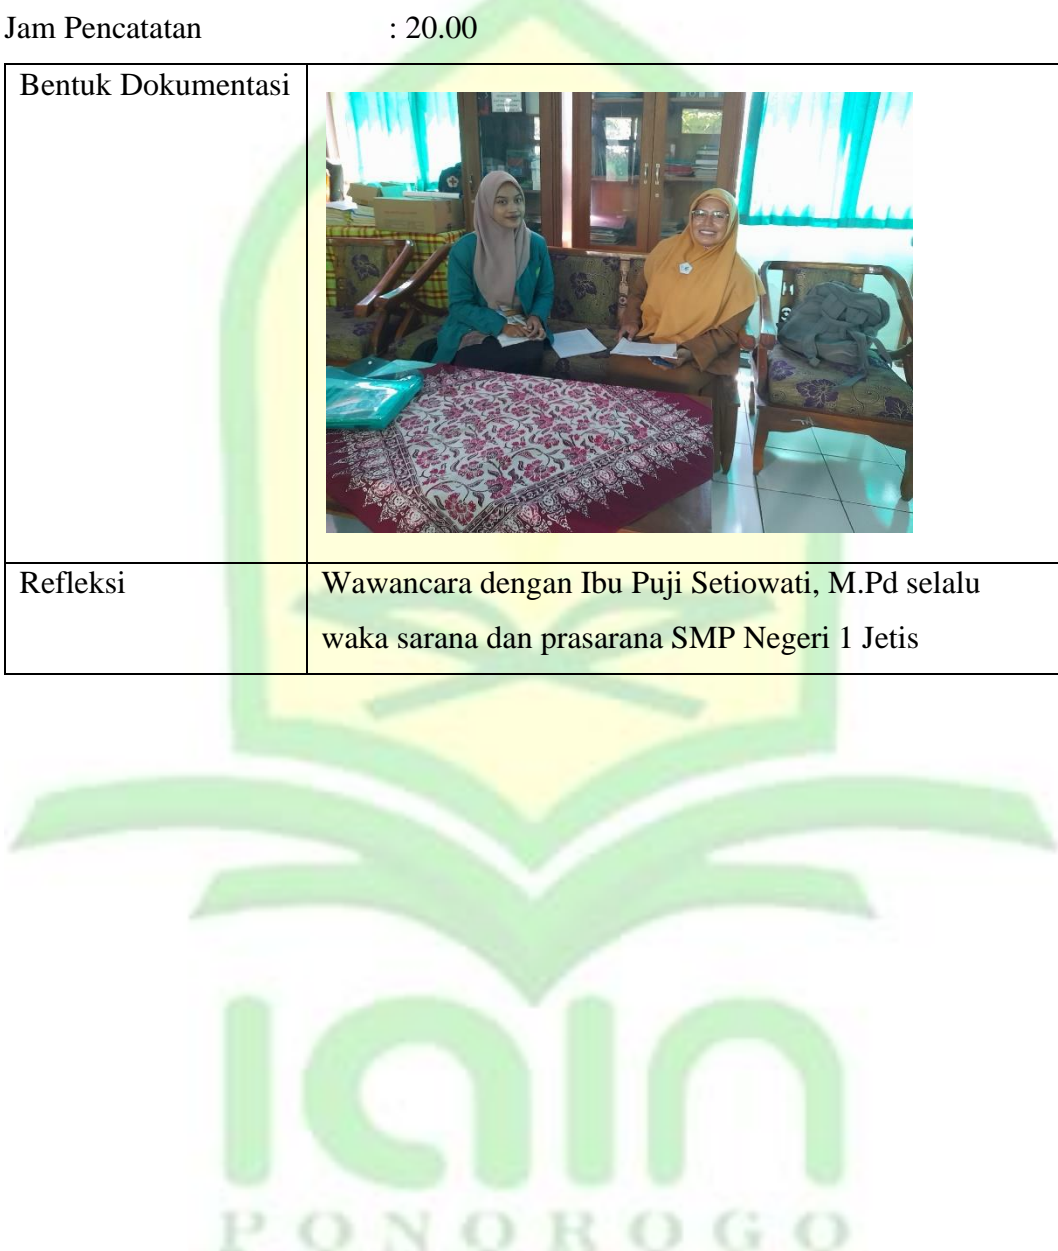 Jam Pencatatan : 20.00
Bentuk Dokumentasi
Refleksi
Wawancara dengan Ibu Puji Setiowati, M.Pd selalu
waka sarana dan prasarana SMP Negeri 1 Jetis
iain
PONOROGO